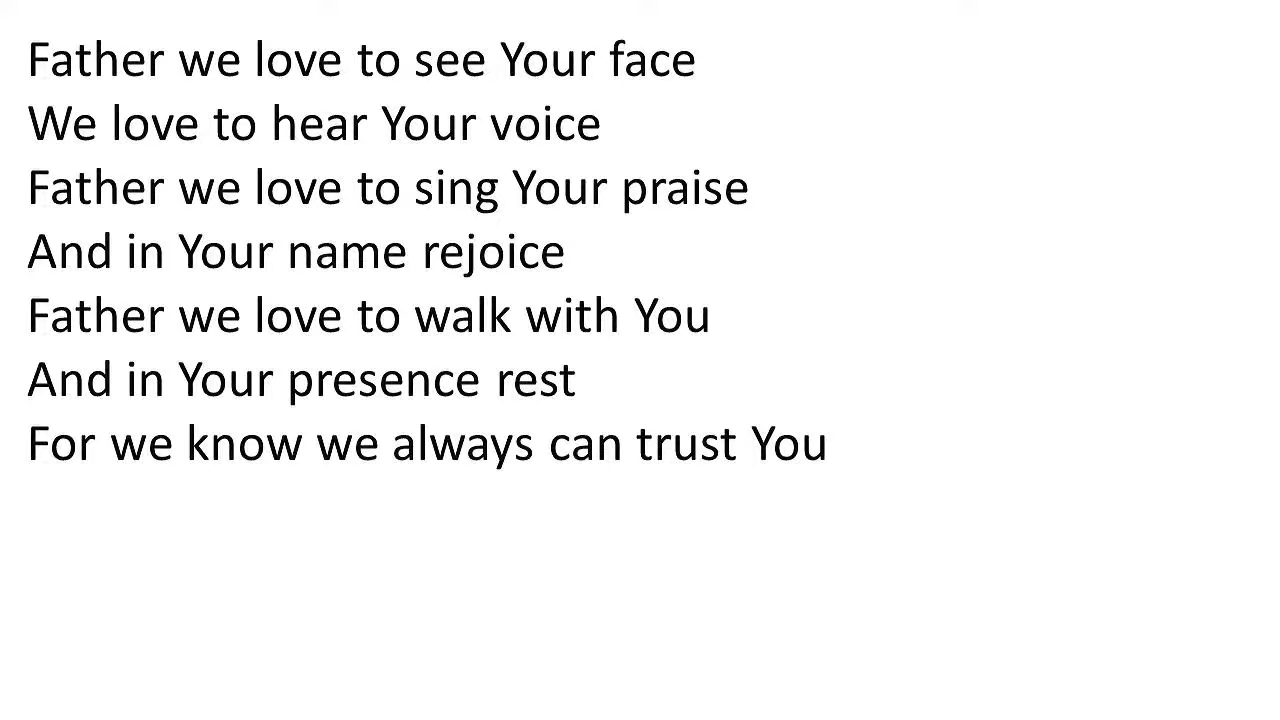 Father we love to see Your face
We love to hear Your voice
Father we love to sing Your praise
And in Your name rejoice
Father we love to walk with You
And in Your presence rest
For we know we always can trust You